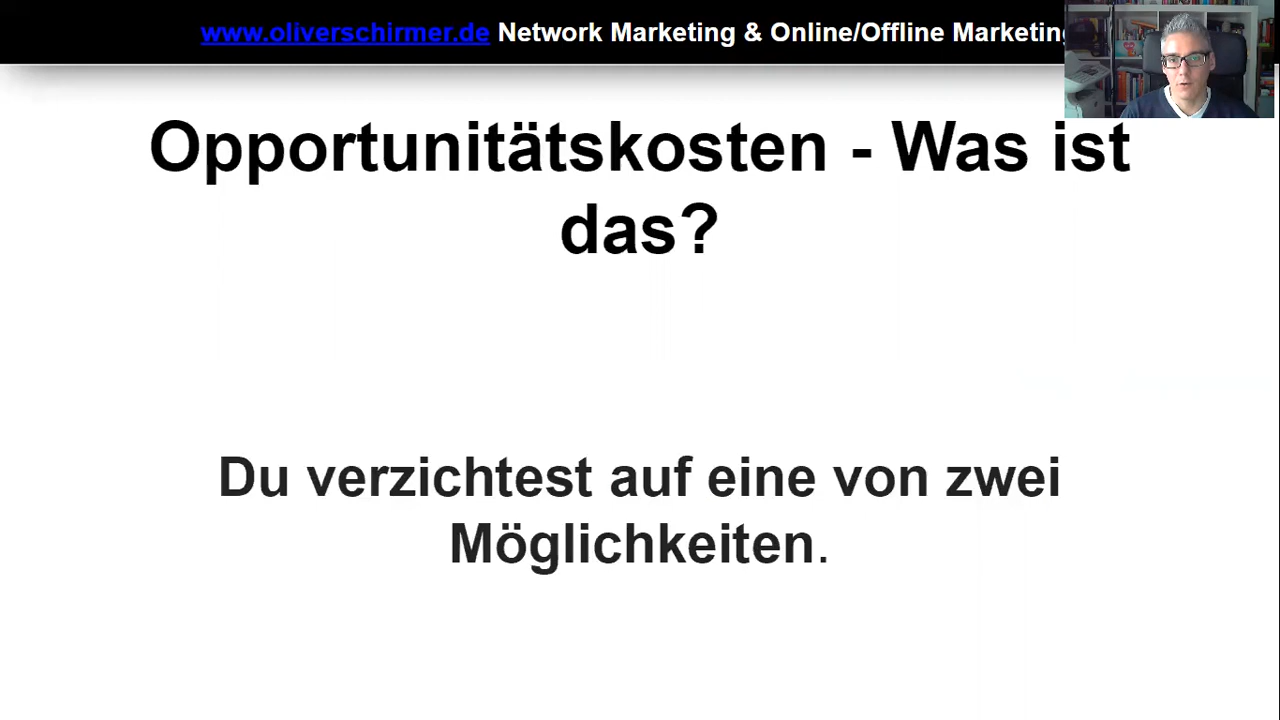 www.oliverschirmer.de Network Marketing & Online/Offline Marketing
Opportunitätskosten - Was ist
das?
Du verzichtest auf eine von zwei
Möglichkeiten.